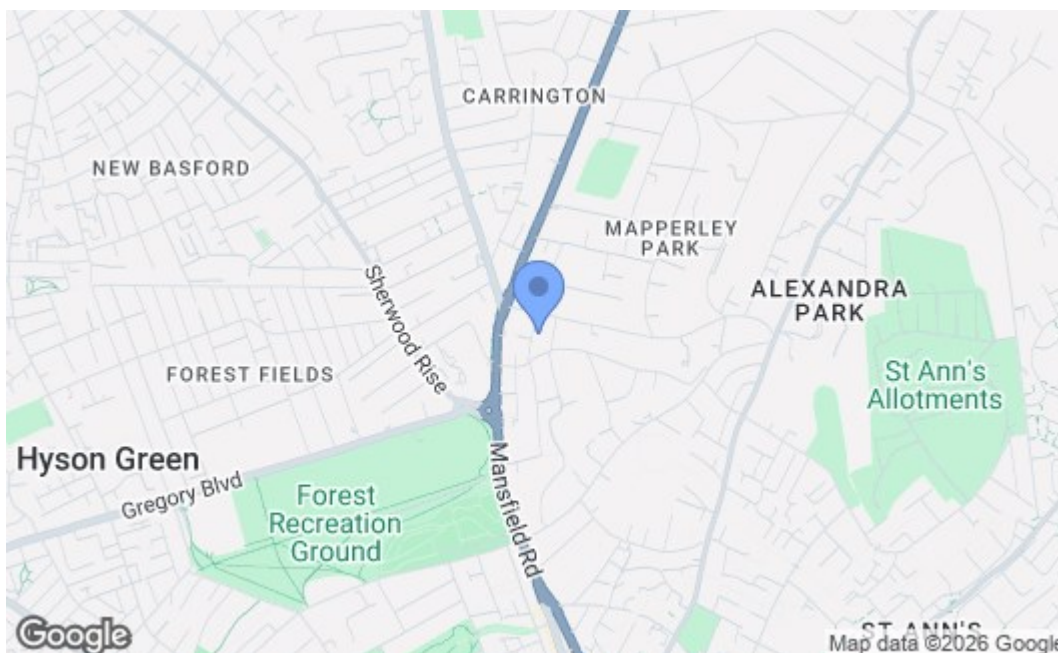 CARRINGTON
NEW BASFORD
MAPPERLEY
PARK
Sherwood Rise
ALEXANDRA
PARK
FOREST FIELDS
St Ann's
Allotments
Hyson Green
Gregory Blvd
Mansfield Rd
Forest
Recreation
Ground
ST ANN'S
Google
Map data ©2026 Google